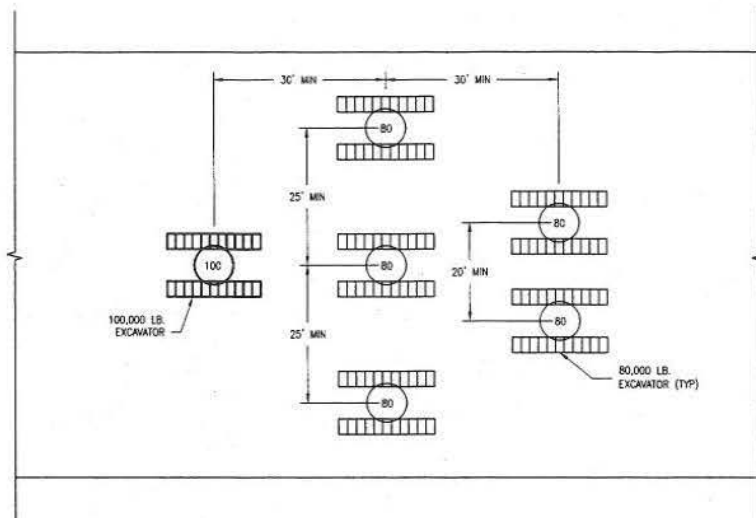 30' MIN
30' MIN
80
25' MIN
80
100
80
20' MIN
80
25' MIN
100,000 LB.
EXCAVATOR
80
80,000 LB.
EXCAVATOR (TYP)
80